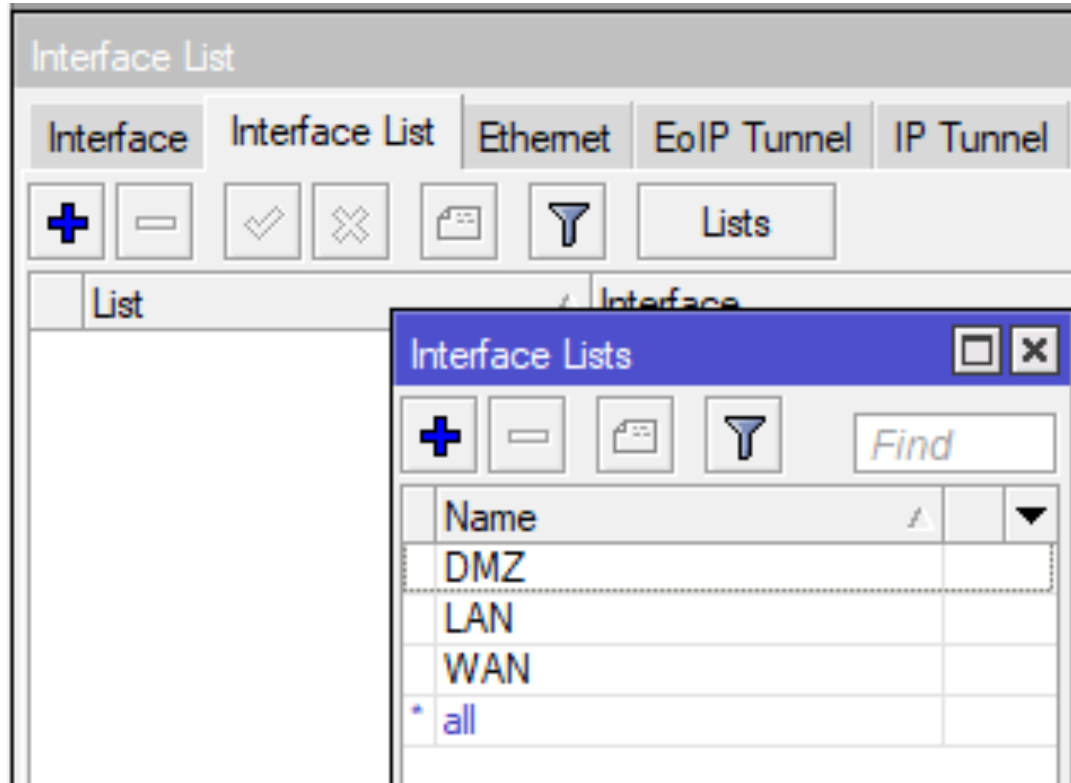 Interface List
Interface Interface List Ethernet EoIP Tunnel IP Tunnel
Lists
List Interface
Interface Lists
Find
Name
DMZ
LAN
WAN
* all